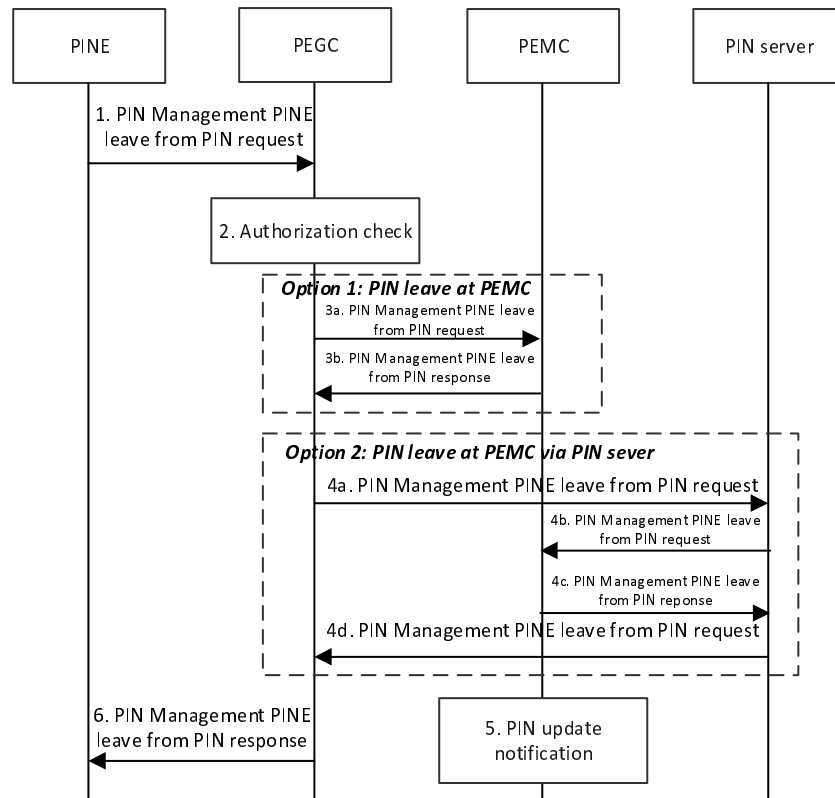 PINE
PEGC
PEMC
PIN server
1. PIN Management PINE
leave from PIN request
2. Authorization check
Option 1: PIN leave at PEMC
3a. PIN Management PINE leave
from PIN request
3b. PIN Management PINE leave
from PIN response
Option 2: PIN leave at PEMC via PIN sever
4a. PIN Management PINE leave from PIN request
4b. PIN Management PINE leave
from PIN request
4c. PIN Management PINE leave
from PIN reponse
4d. PIN Management PINE leave from PIN request
6. PIN Management PINE
leave from PIN response
5. PIN update
notification